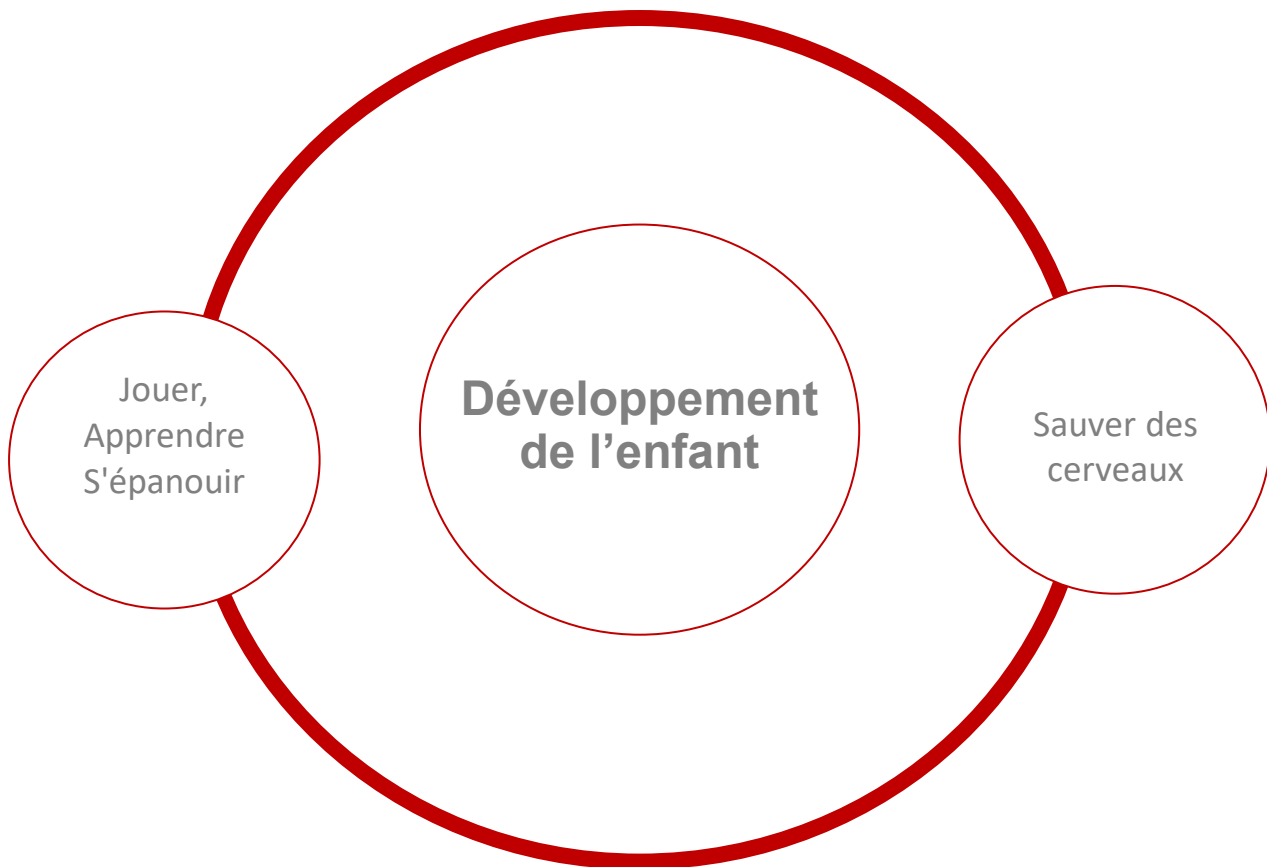 Jouer,
Apprendre
S'épanouir
Développement
de l’enfant
Sauver des
cerveaux